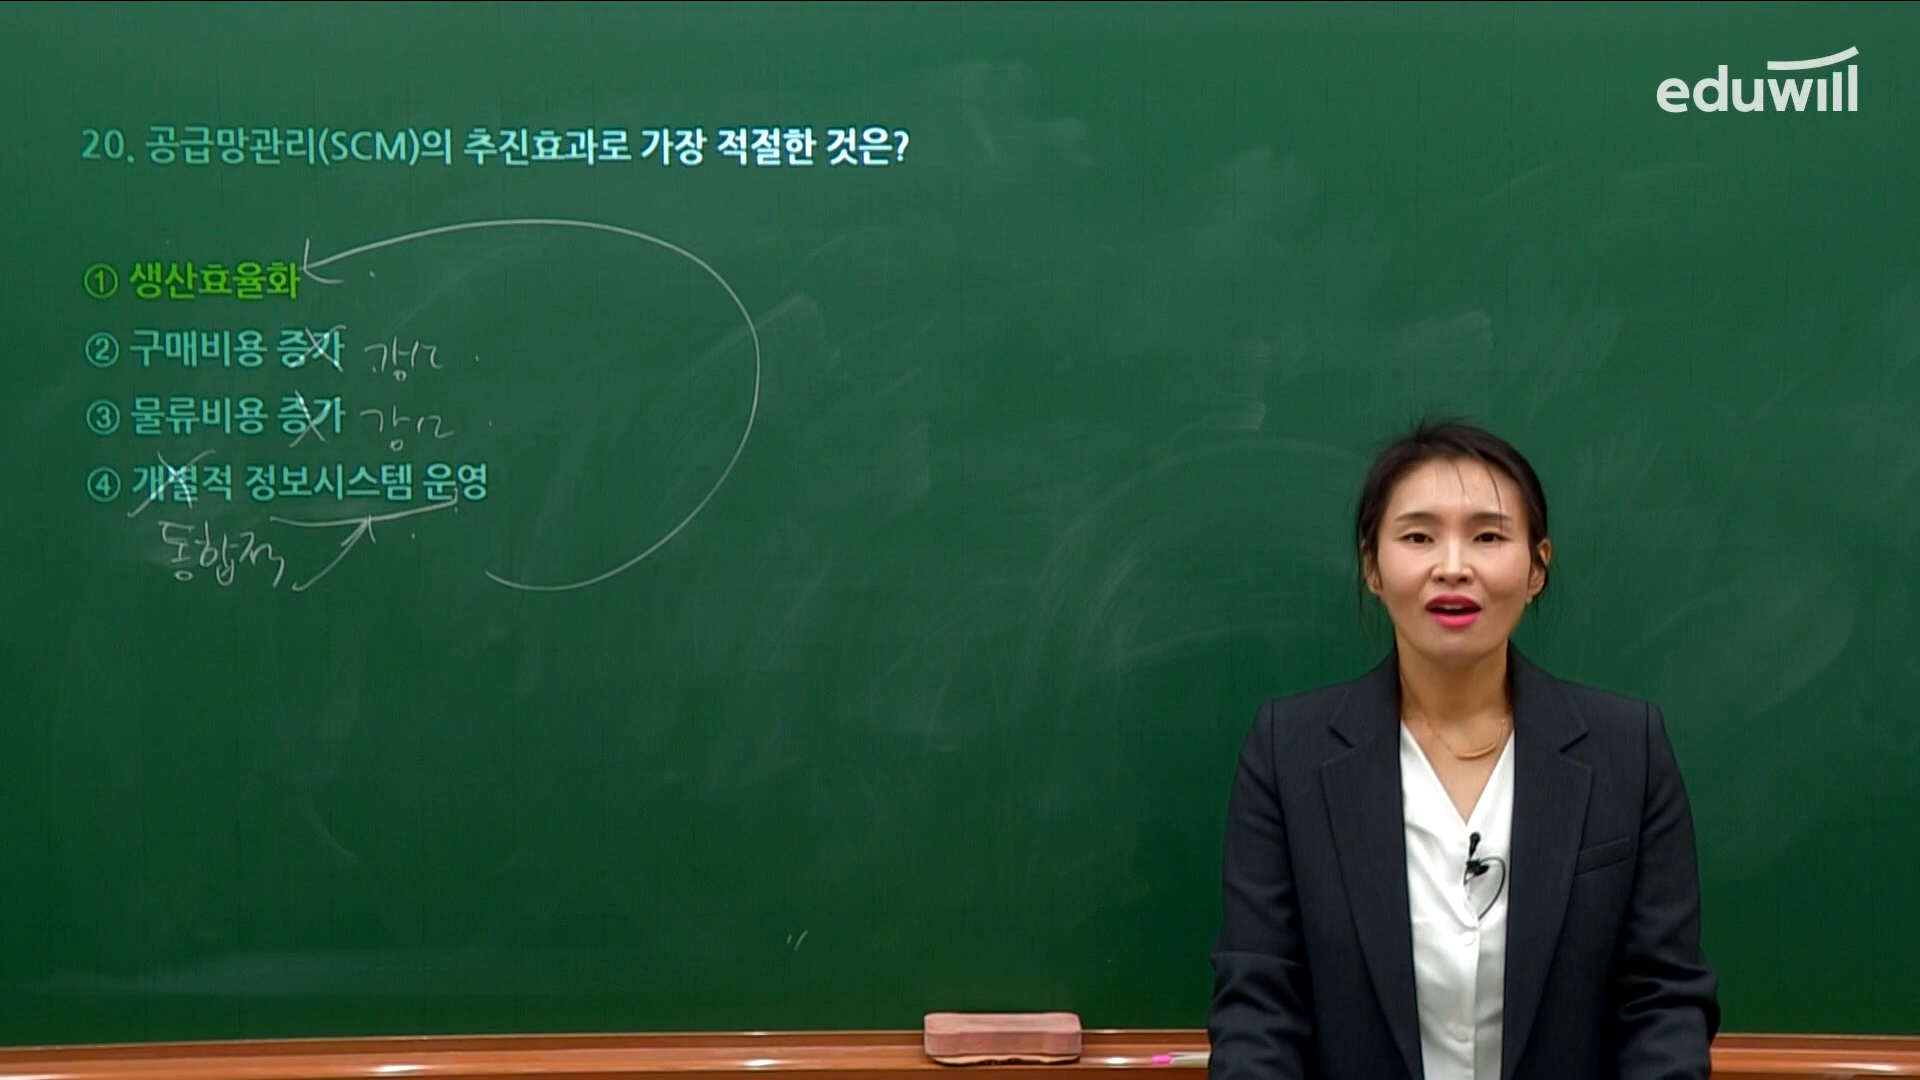 eduwill
20. 공급망관리(SCM)의 추진효과로 가장 적절한 것은?
① 생산효율화
② 구매비용 증가 감소
③ 물류비용 증가 감소
④ 개별적 정보시스템 운영
통합적